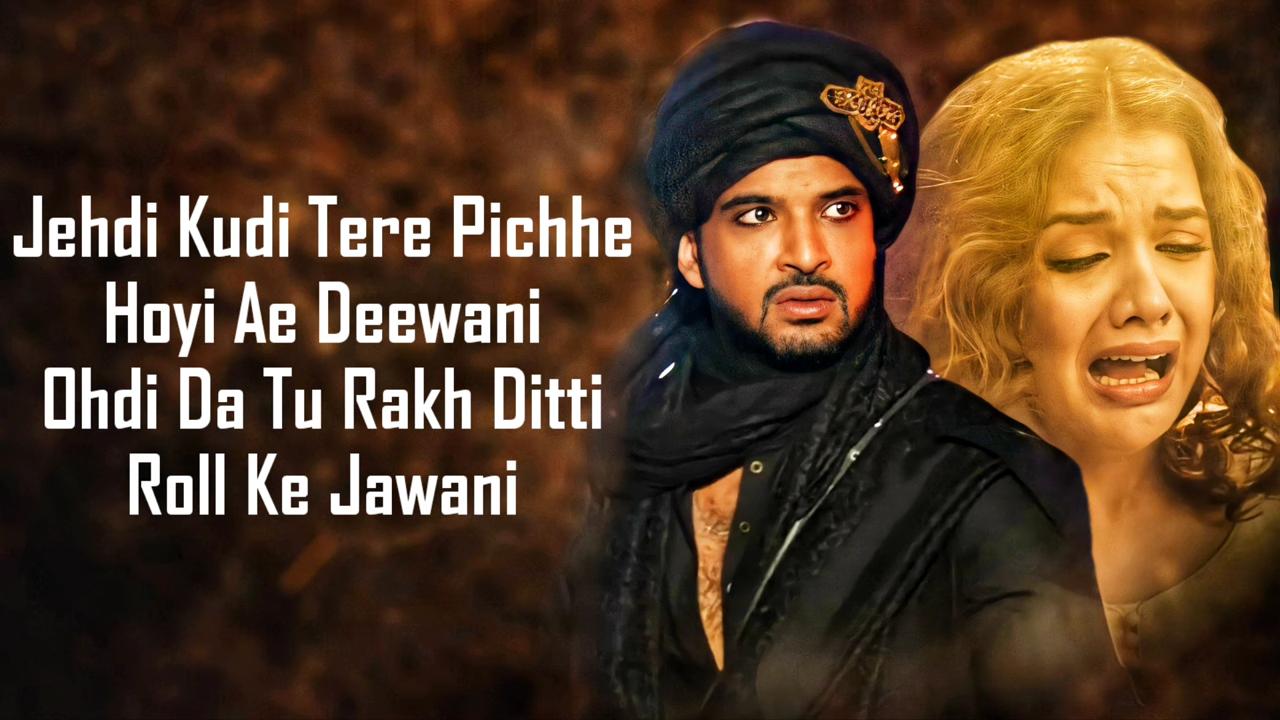 Jehdi Kudi Tere Pichhe
Hoyi Ae Deewani
Ohdi Da Tu Rakh Ditti
Roll Ke Jawani